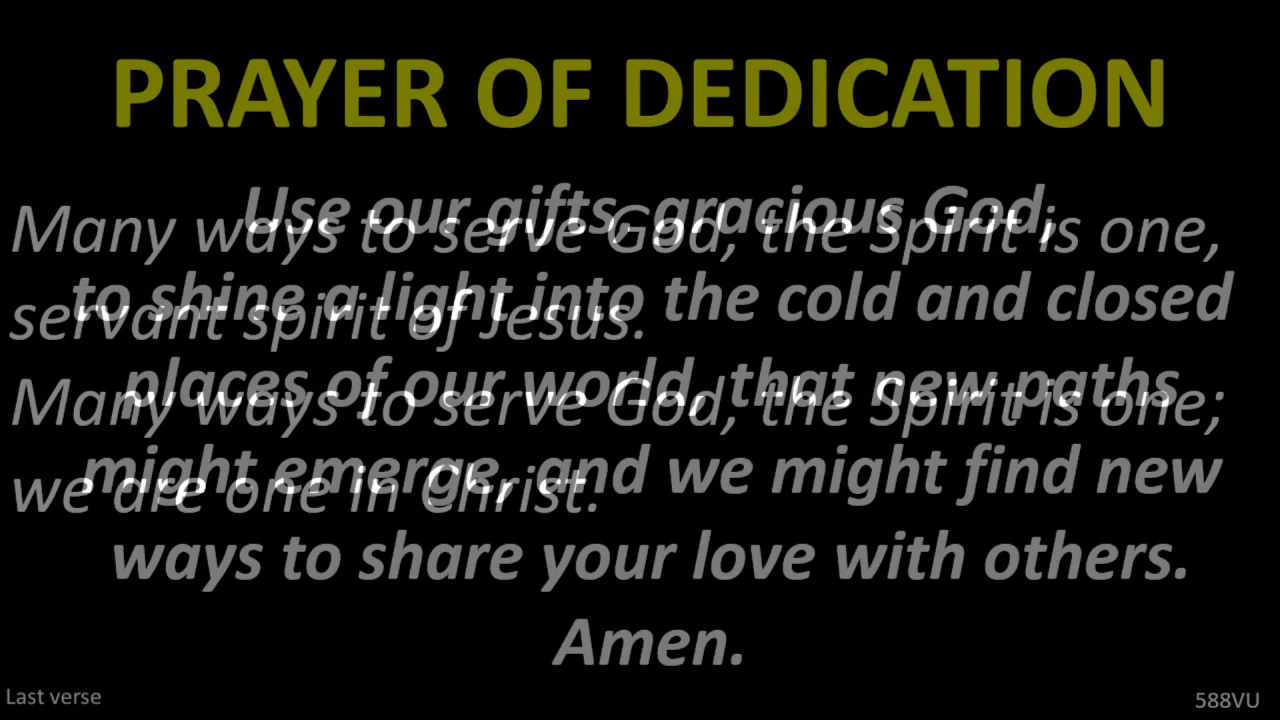 PRAYER OF DEDICATION
Use our gifts, gracious God,
to shine a light into the cold and closed
places of our world, that new paths
might emerge, and we might find new
ways to share your love with others.
Amen.
Many ways to serve God, the Spirit is one,
servant spirit of Jesus.
Many ways to serve God, the Spirit is one;
we are one in Christ.
Last verse
588VU